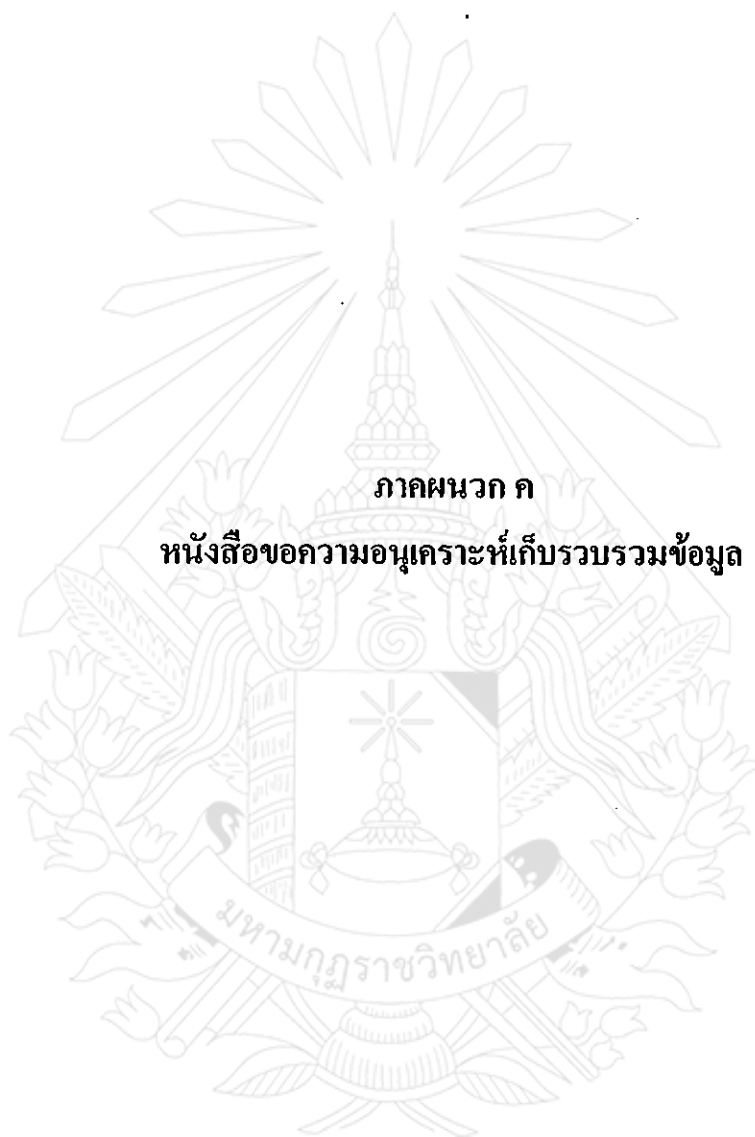 ภาคผนวก ค
หนังสือขอความอนุเคราะห์เก็บรวบรวมข้อมูล
มหามกุฏราชวิทยาลัย